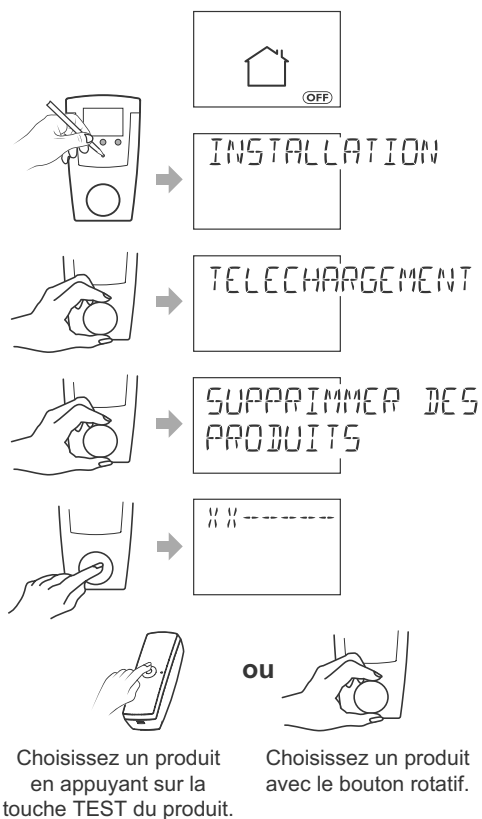 OFF
INSTALLATION
TELECHARGEMENT
SUPPRIMMER DES
PRODUITS
XX-------
ou
Choisissez un produit
en appuyant sur la
touche TEST du produit.
Choisissez un produit
avec le bouton rotatif.